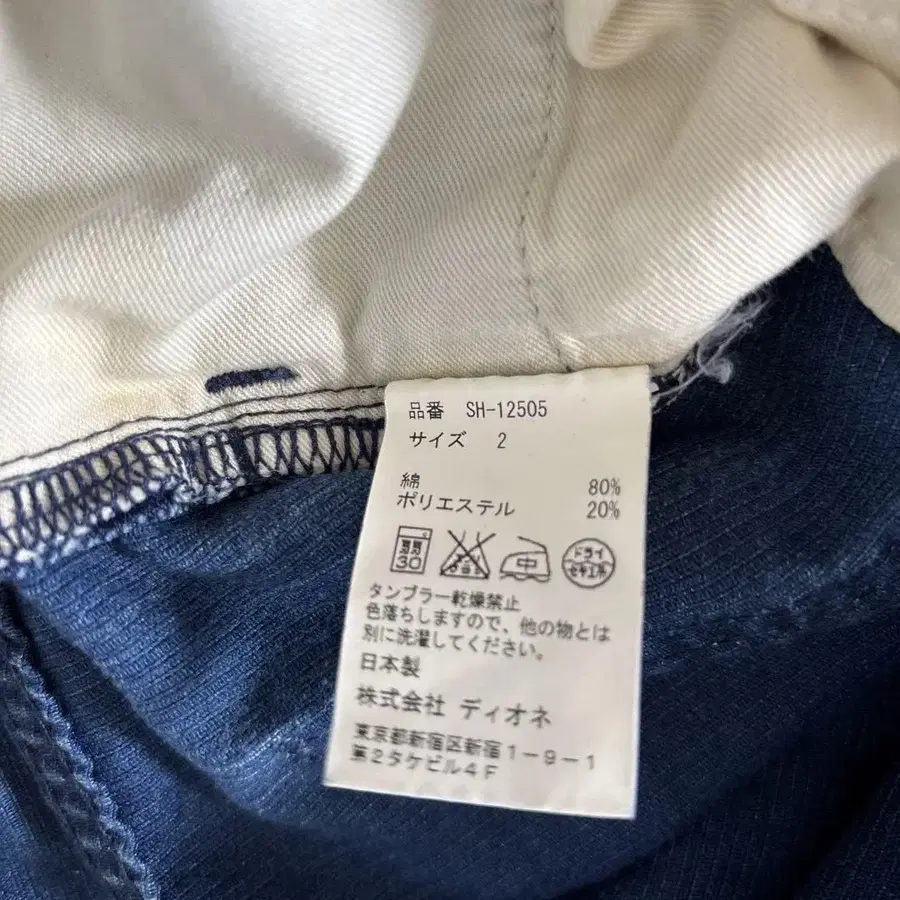 品番 SH-12505
サイズ 2
綿 80%
ポリエステル 20%
30 中 ドライ
セキユ系
タンブラー乾燥禁止
色落ちしますので、他の物とは
別に洗濯してください。
日本製
株式会社 ディオネ
東京都新宿区新宿1-9-1
第2タケビル4F